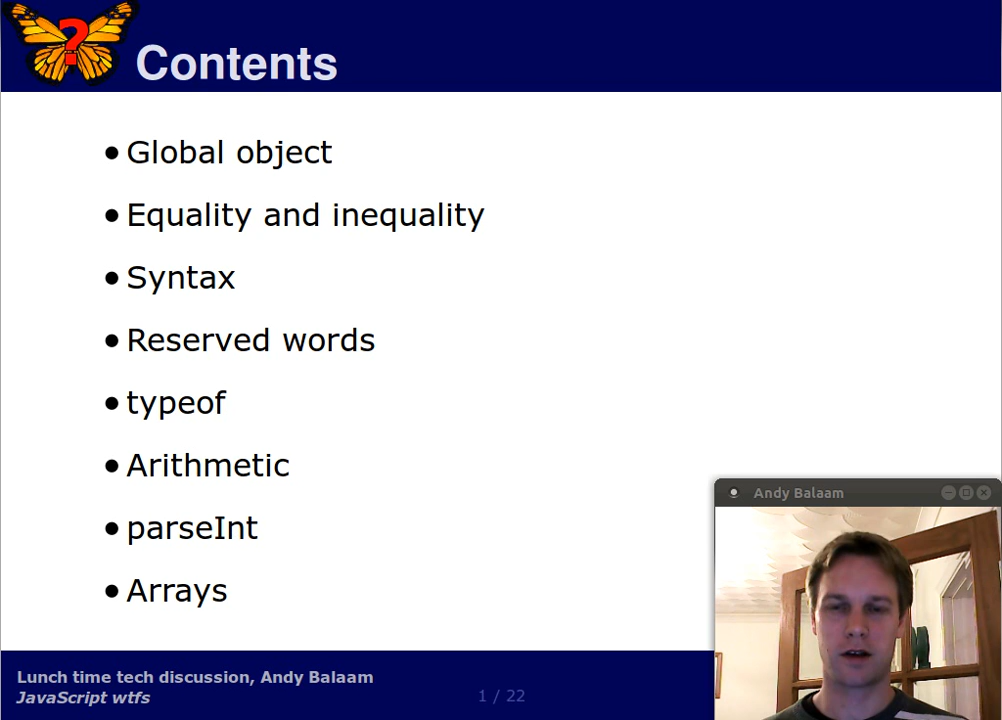 ?
Contents
• Global object
• Equality and inequality
• Syntax
• Reserved words
• typeof
• Arithmetic
• parseInt
• Arrays
Andy Balaam
Lunch time tech discussion, Andy Balaam
JavaScript wtfs
1 / 22